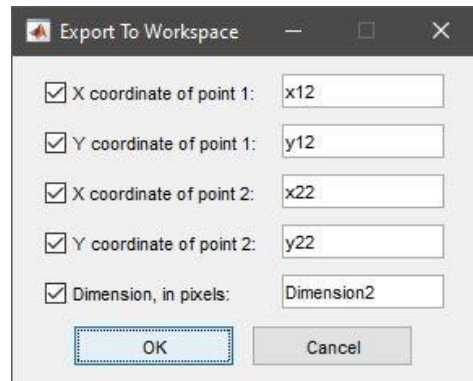 Export To Workspace
X coordinate of point 1: x12
Y coordinate of point 1: y12
X coordinate of point 2: x22
Y coordinate of point 2: y22
Dimension, in pixels: Dimension2
OK Cancel